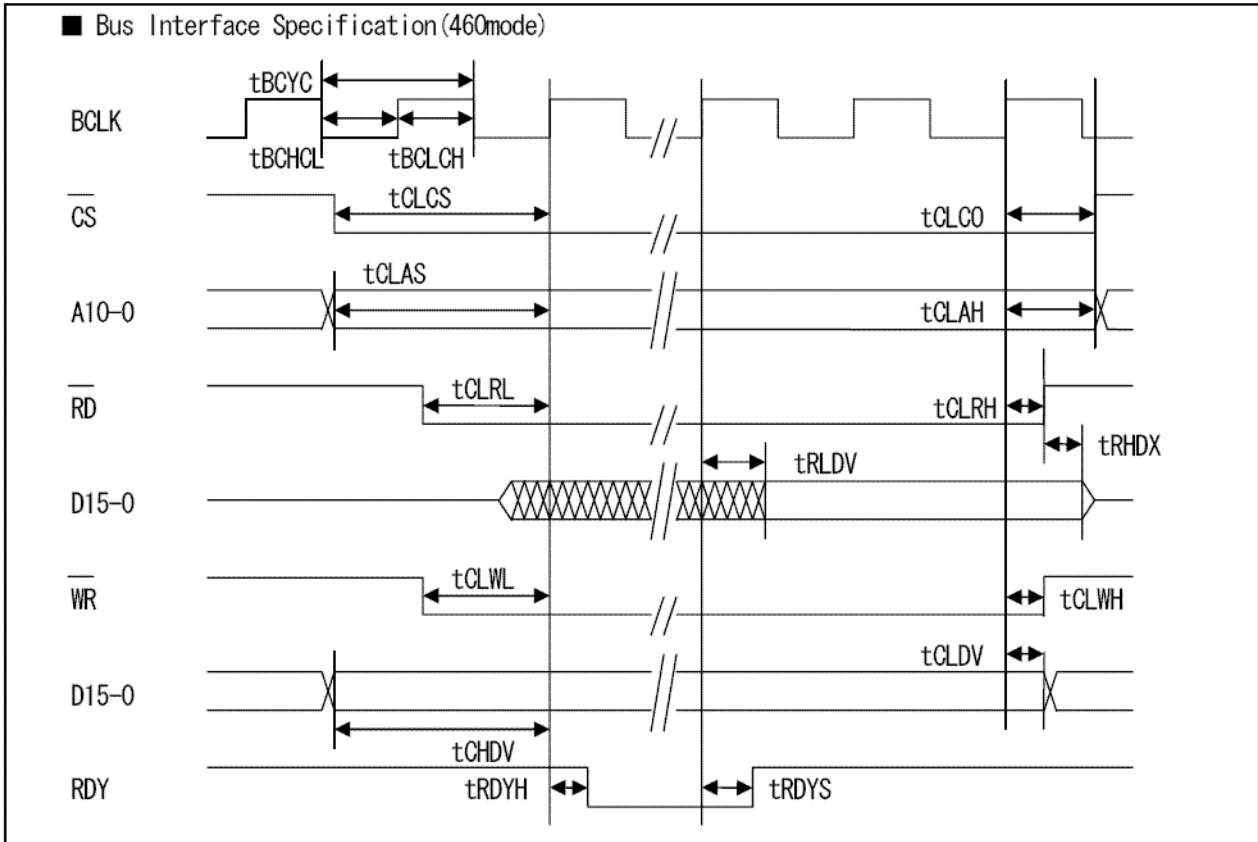 ■ Bus Interface Specification(460mode)
tBCYC
BCLK
tBCHCL
tBCLCH
CS
tCLCS
tCLCO
tCLAS
A10-0
tCLAH
RD
tCLRL
tCLRH
tRHDX
tRLDV
D15-0
WR
tCLWL
tCLWH
tCLDV
D15-0
tCHDV
RDY
tRDYH
tRDYS